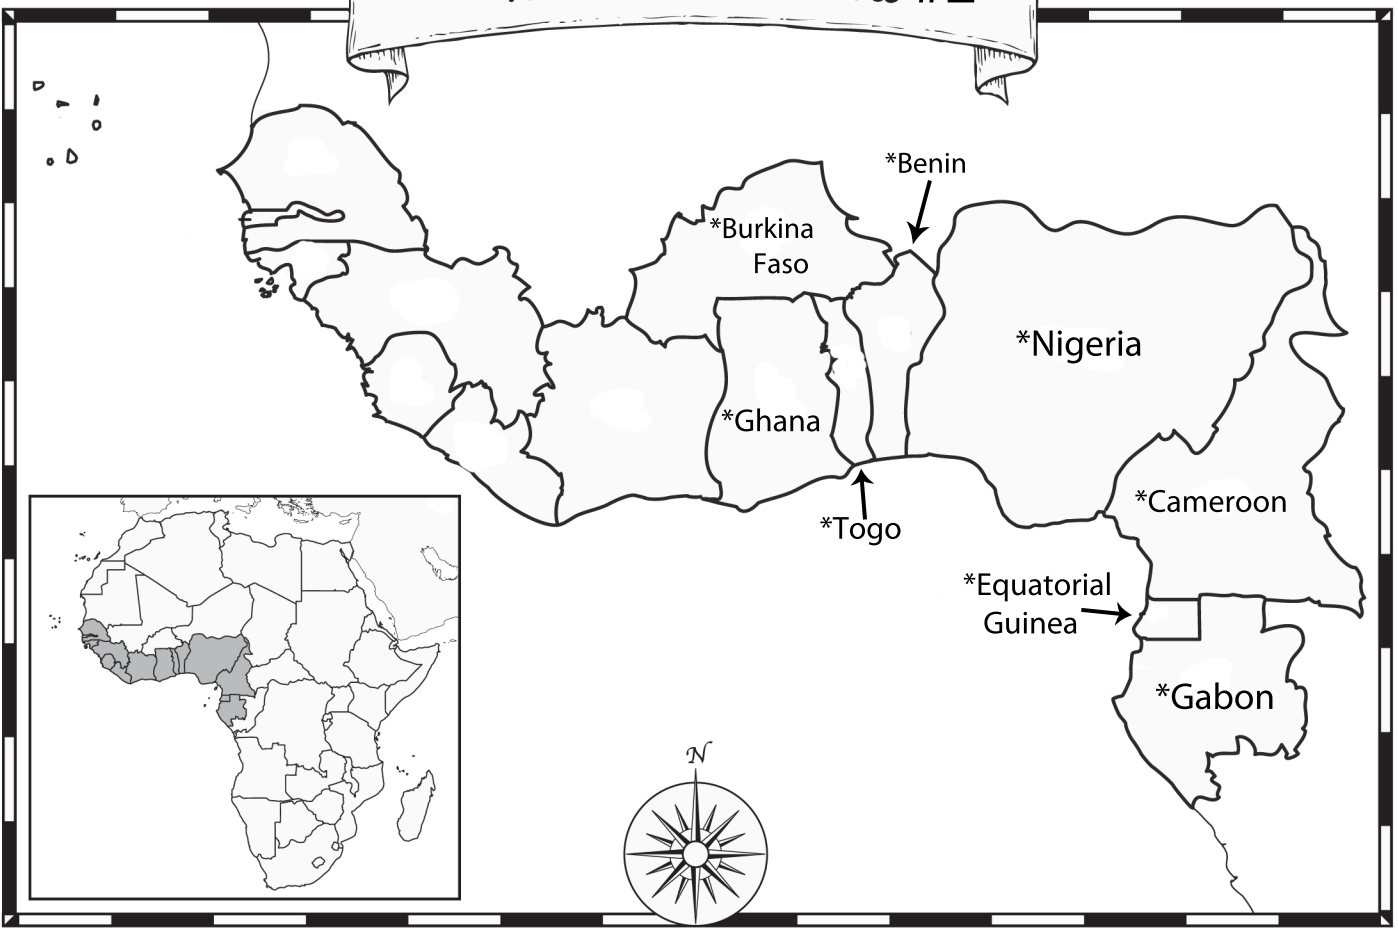 *Benin
*Burkina
Faso
*Nigeria
*Ghana
*Cameroon
*Togo
*Equatorial
Guinea
*Gabon
N